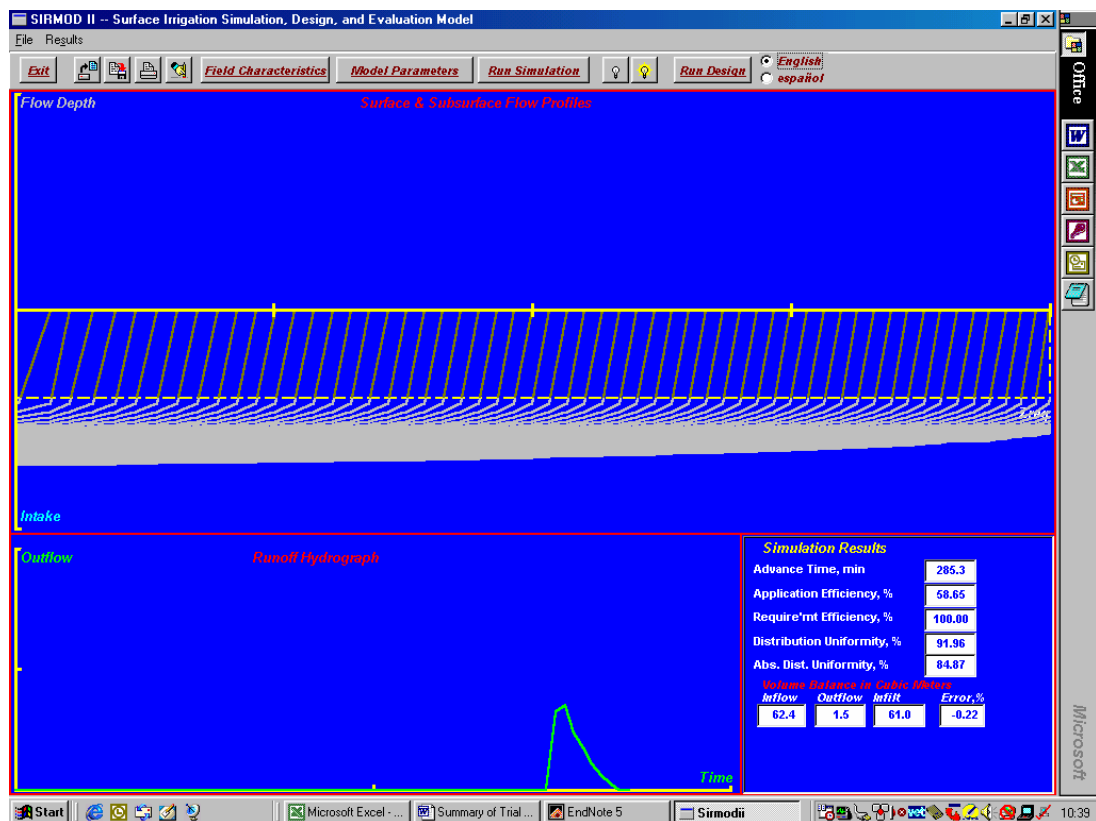 SIRMOD II -- Surface Irrigation Simulation, Design, and Evaluation Model
File Results
Exit Field Characteristics Model Parameters Run Simulation Run Design English
español
Office
Flow Depth Surface & Subsurface Flow Profiles
Zreq
Intake
Outflow Runoff Hydrograph
Time
Simulation Results
Advance Time, min 285.3
Application Efficiency, % 58.65
Require'mt Efficiency, % 100.00
Distribution Uniformity, % 91.96
Abs. Dist. Uniformity, % 84.87
Volume Balance in Cubic Meters
Inflow Outflow Infilt Error,%
62.4 1.5 61.0 -0.22
Microsoft
Start Microsoft Excel - ... Summary of Trial ... EndNote 5 Sirmodii vet 10:39